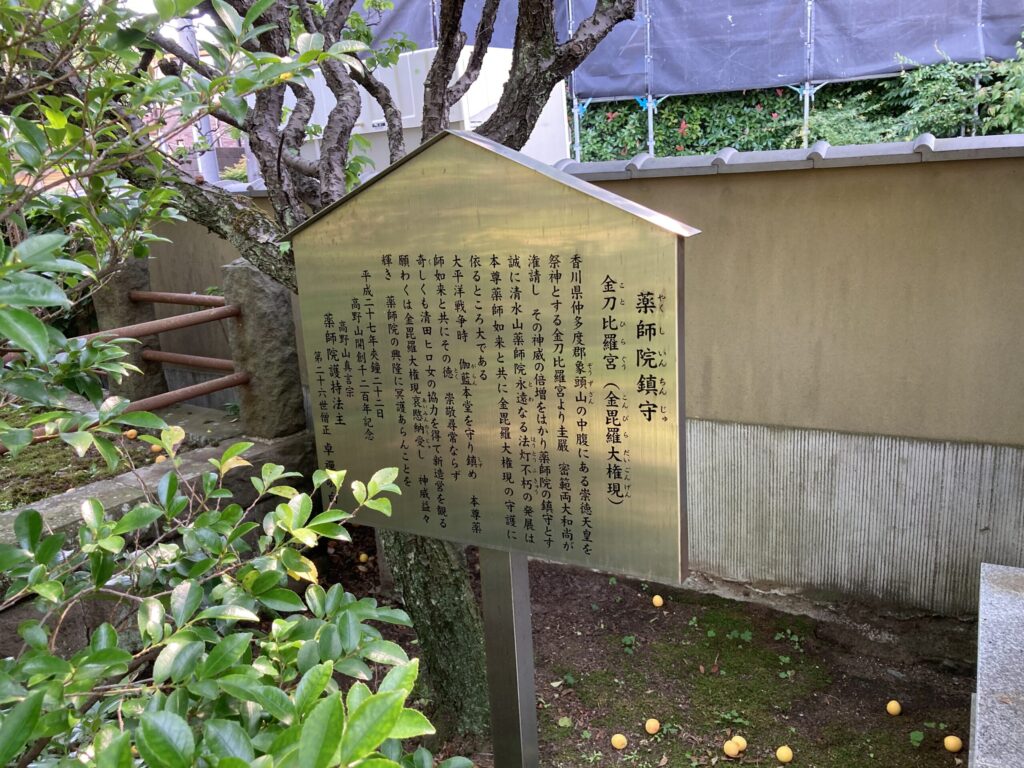 薬師院鎮守
金刀比羅宮（金毘羅大権現）
香川県仲多度郡象頭山の中腹にある崇徳天皇を
祭神とする金刀比羅宮より圭厳　密範両大和尚が
潅請し　その神威の倍増をはかり薬師院の鎮守とす
誠に清水山薬師院永遠なる法灯不朽の発展は
本尊薬師如来と共に金毘羅大権現の守護に
依るところ大である
大平洋戦争時　伽藍本堂を守り鎮め　本尊薬
師如来と共にその徳　崇敬尋常ならず
奇しくも清田ヒロ女の協力を得て新造営を観る
願わくは金毘羅大権現哀愍納受し　神威益々
輝き　薬師院の興隆に冥護あらんことを
平成二十七年夾鐘二十二日
高野山開創千二百年記念
高野山真言宗
薬師院護持法主
第二十六世僧正　卓